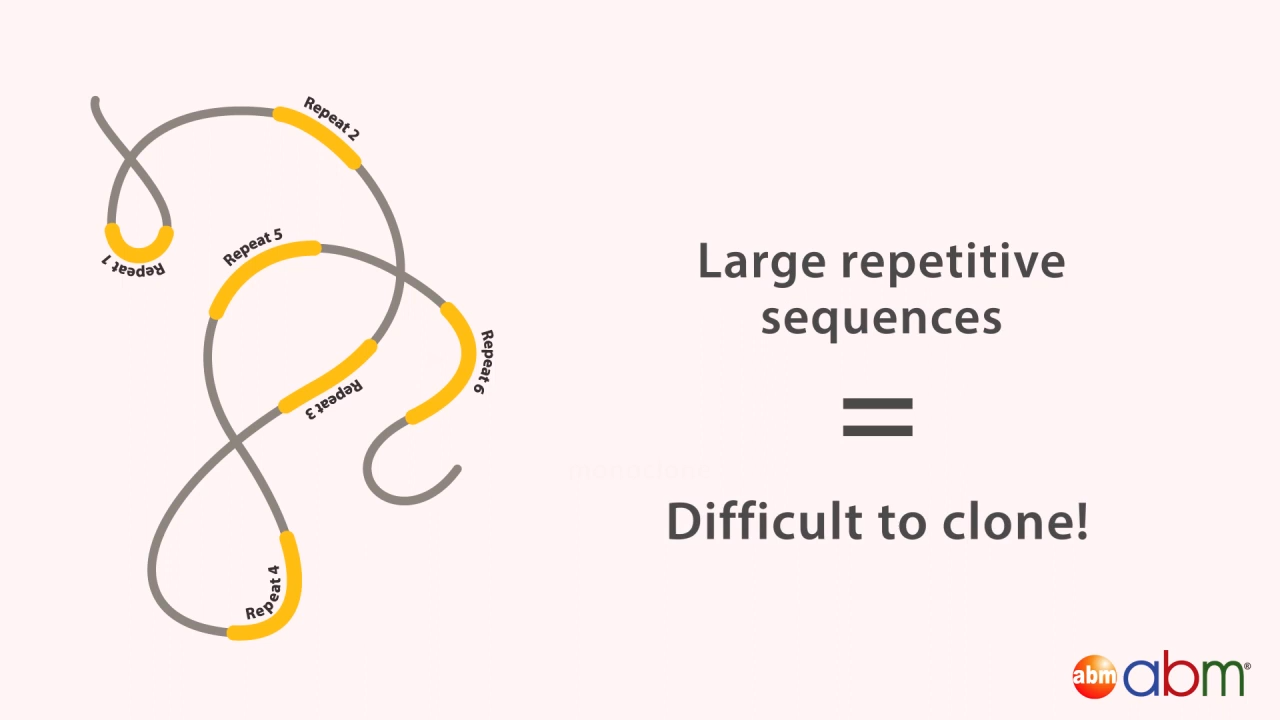 Repeat 2
Repeat 5
Repeat 1
Repeat 6
Repeat 3
Repeat 4
Large repetitive
sequences
=
Difficult to clone!
abm abm®